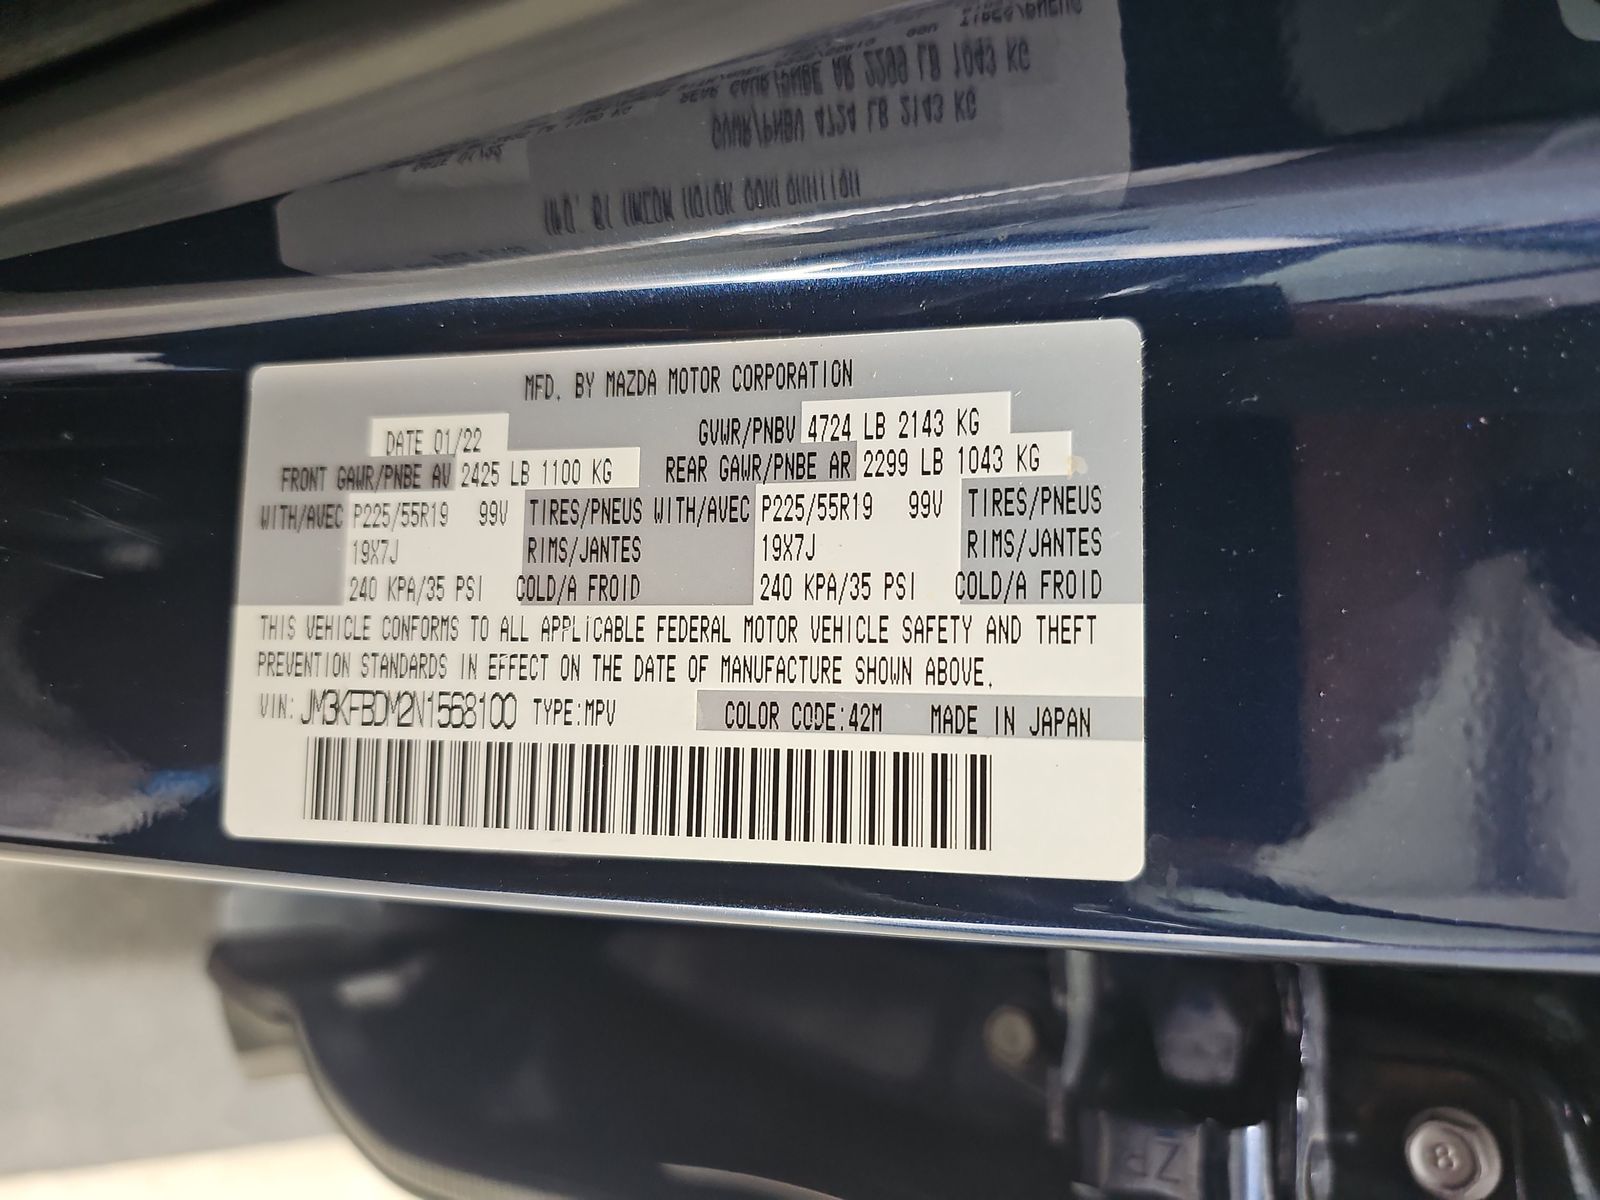 MFD. BY MAZDA MOTOR CORPORATION
DATE 01/22 GVWR/PNBV 4724 LB 2143 KG
FRONT GAWR/PNBE AV 2425 LB 1100 KG REAR GAWR/PNBE AR 2299 LB 1043 KG
WITH/AVEC P225/55R19 99V TIRES/PNEUS WITH/AVEC P225/55R19 99V TIRES/PNEUS
19X7J RIMS/JANTES 19X7J RIMS/JANTES
240 KPA/35 PSI COLD/A FROID 240 KPA/35 PSI COLD/A FROID
THIS VEHICLE CONFORMS TO ALL APPLiCABLE FEDERAL MOTOR VEHICLE SAFETY AND THEFT
PREVENTION STANDARDS IN EFFECT ON THE DATE OF MANUFACTURE SHOWN ABOVE.
VIN: JM3KFBDM2N1568100 TYPE:MPV COLOR CODE:42M MADE IN JAPAN
ZP
8